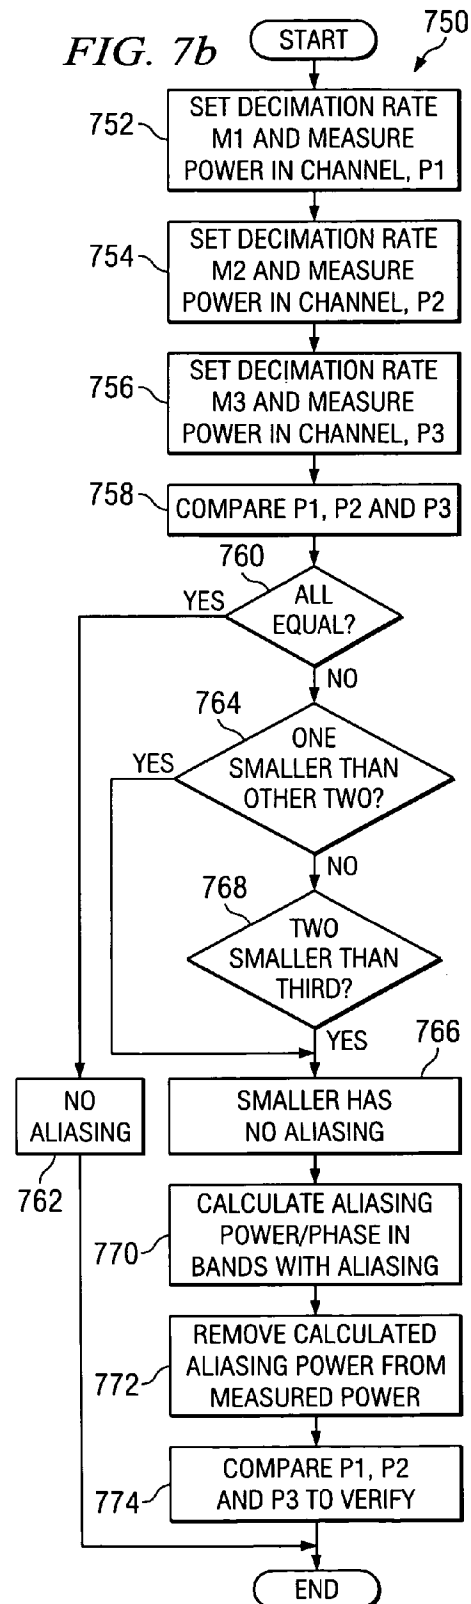 FIG. 7b
START
750
752
SET DECIMATION RATE
M1 AND MEASURE
POWER IN CHANNEL, P1
754
SET DECIMATION RATE
M2 AND MEASURE
POWER IN CHANNEL, P2
756
SET DECIMATION RATE
M3 AND MEASURE
POWER IN CHANNEL, P3
758
COMPARE P1, P2 AND P3
760
ALL
EQUAL?
YES
NO
764
ONE
SMALLER THAN
OTHER TWO?
YES
NO
768
TWO
SMALLER THAN
THIRD?
YES
766
NO
ALIASING
762
SMALLER HAS
NO ALIASING
770
CALCULATE ALIASING
POWER/PHASE IN
BANDS WITH ALIASING
772
REMOVE CALCULATED
ALIASING POWER FROM
MEASURED POWER
774
COMPARE P1, P2
AND P3 TO VERIFY
END